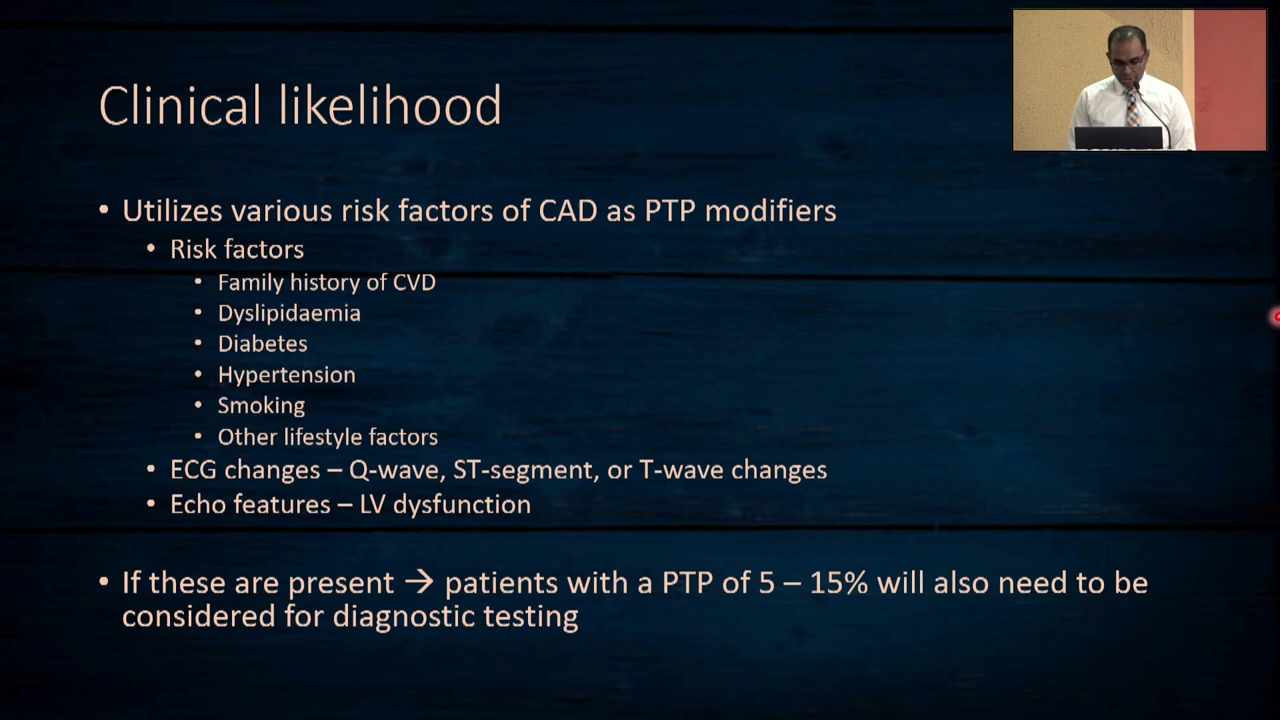 Clinical likelihood
• Utilizes various risk factors of CAD as PTP modifiers
• Risk factors
• Family history of CVD
• Dyslipidaemia
• Diabetes
• Hypertension
• Smoking
• Other lifestyle factors
• ECG changes – Q-wave, ST-segment, or T-wave changes
• Echo features – LV dysfunction
• If these are present → patients with a PTP of 5 – 15% will also need to be
considered for diagnostic testing